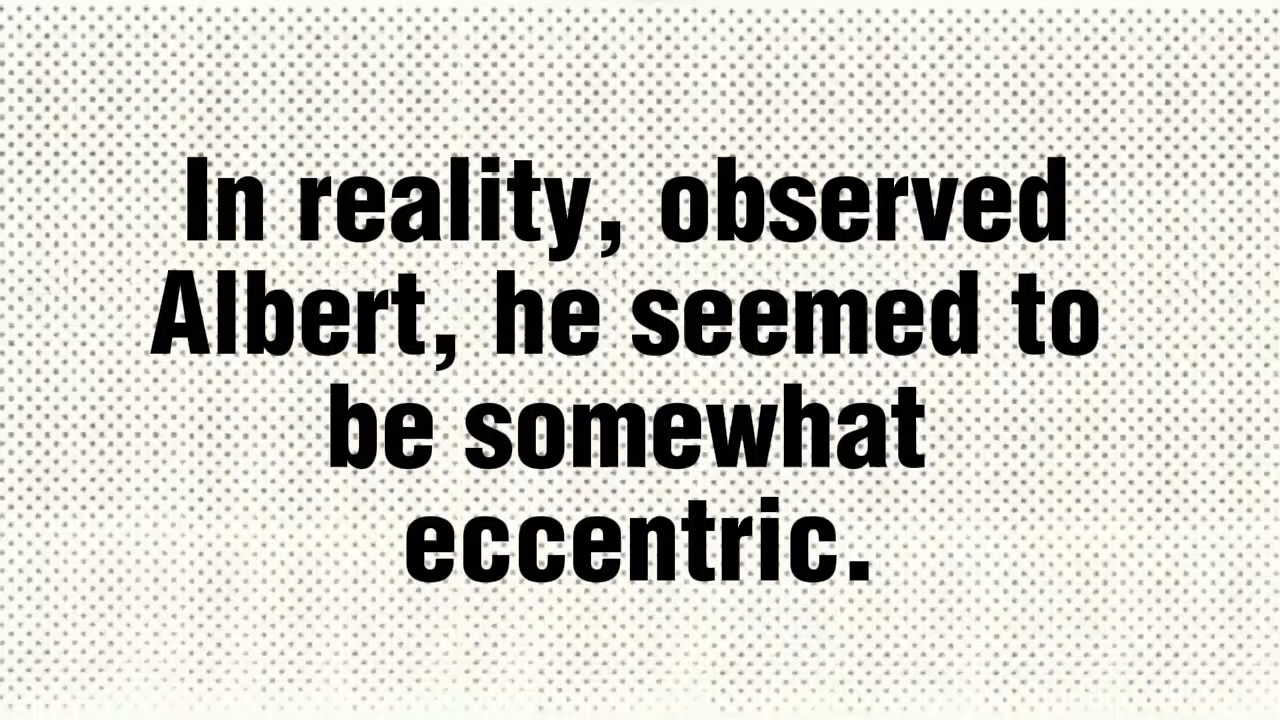 In reality, observed
Albert, he seemed to
be somewhat
eccentric.